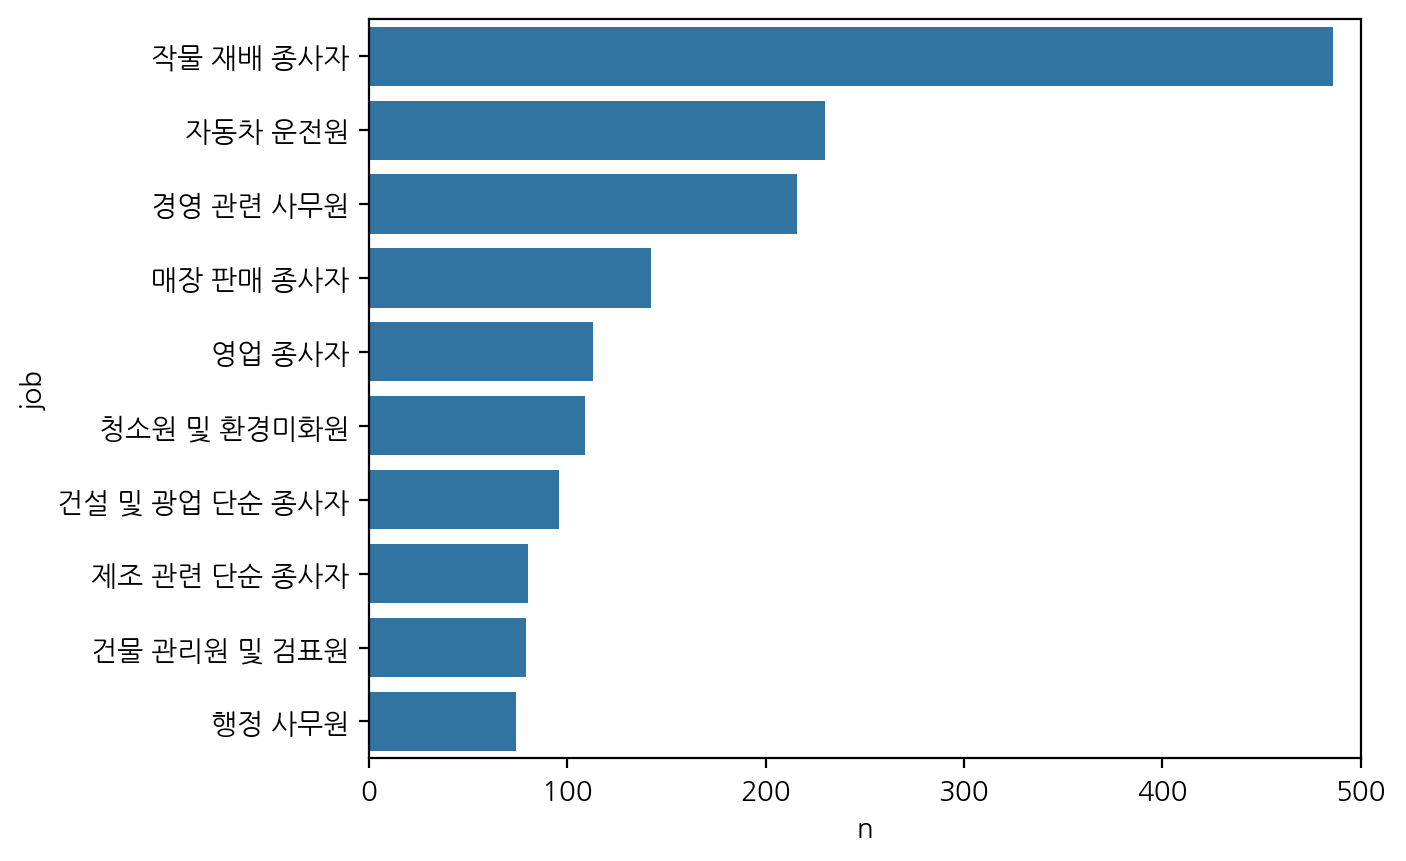 작물 재배 종사자
자동차 운전원
경영 관련 사무원
매장 판매 종사자
영업 종사자
청소원 및 환경미화원
건설 및 광업 단순 종사자
제조 관련 단순 종사자
건물 관리원 및 검표원
행정 사무원
job
0 100 200 300 400 500
n